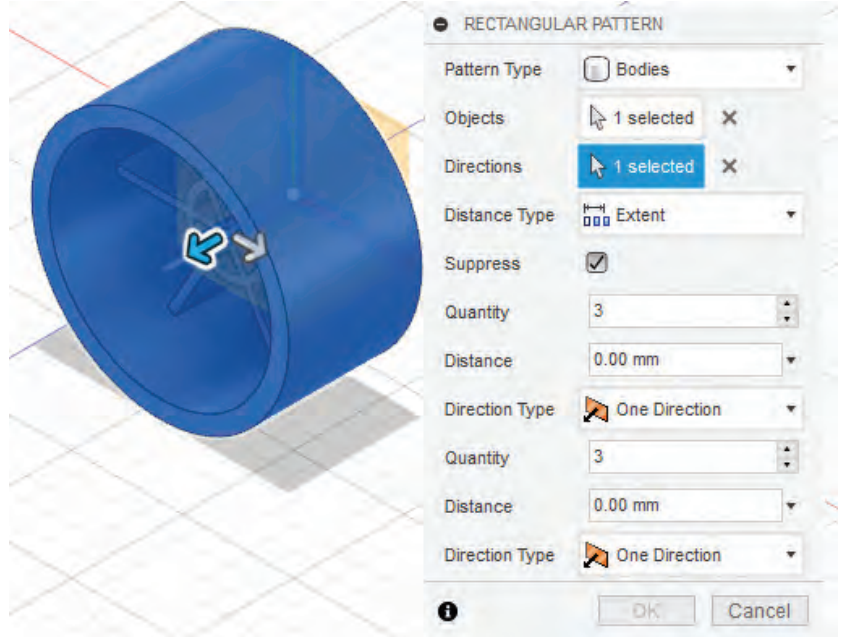 RECTANGULAR PATTERN
Pattern Type Bodies
Objects 1 selected
Directions 1 selected
Distance Type Extent
Suppress
Quantity 3
Distance 0.00 mm
Direction Type One Direction
Quantity 3
Distance 0.00 mm
Direction Type One Direction
OK Cancel